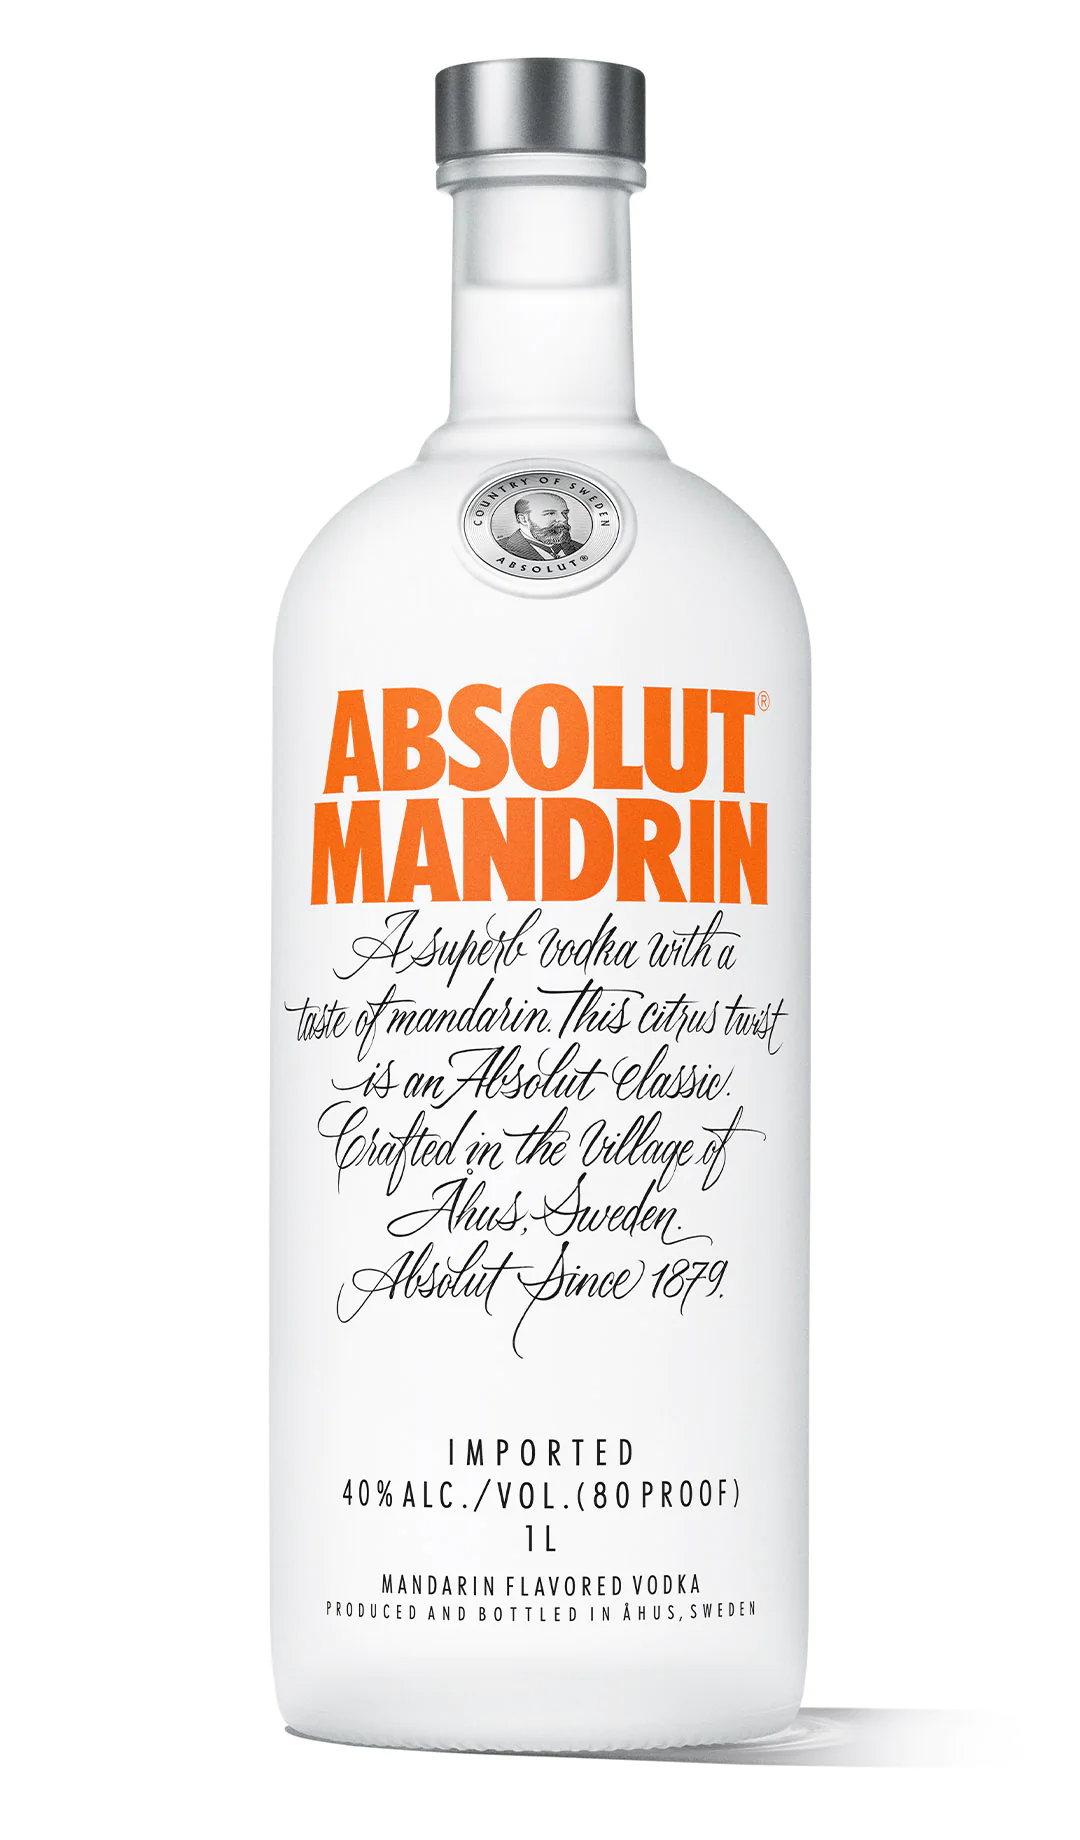 COUNTRY OF SWEDEN
ABSOLUT®
ABSOLUT®
MANDRIN
A superb vodka with a
taste of mandarin. This citrus twist
is an Absolut classic.
Crafted in the village of
Åhus, Sweden.
Absolut Since 1879.
IMPORTED
40% ALC./VOL. (80 PROOF)
1L
MANDARIN FLAVORED VODKA
PRODUCED AND BOTTLED IN ÅHUS, SWEDEN